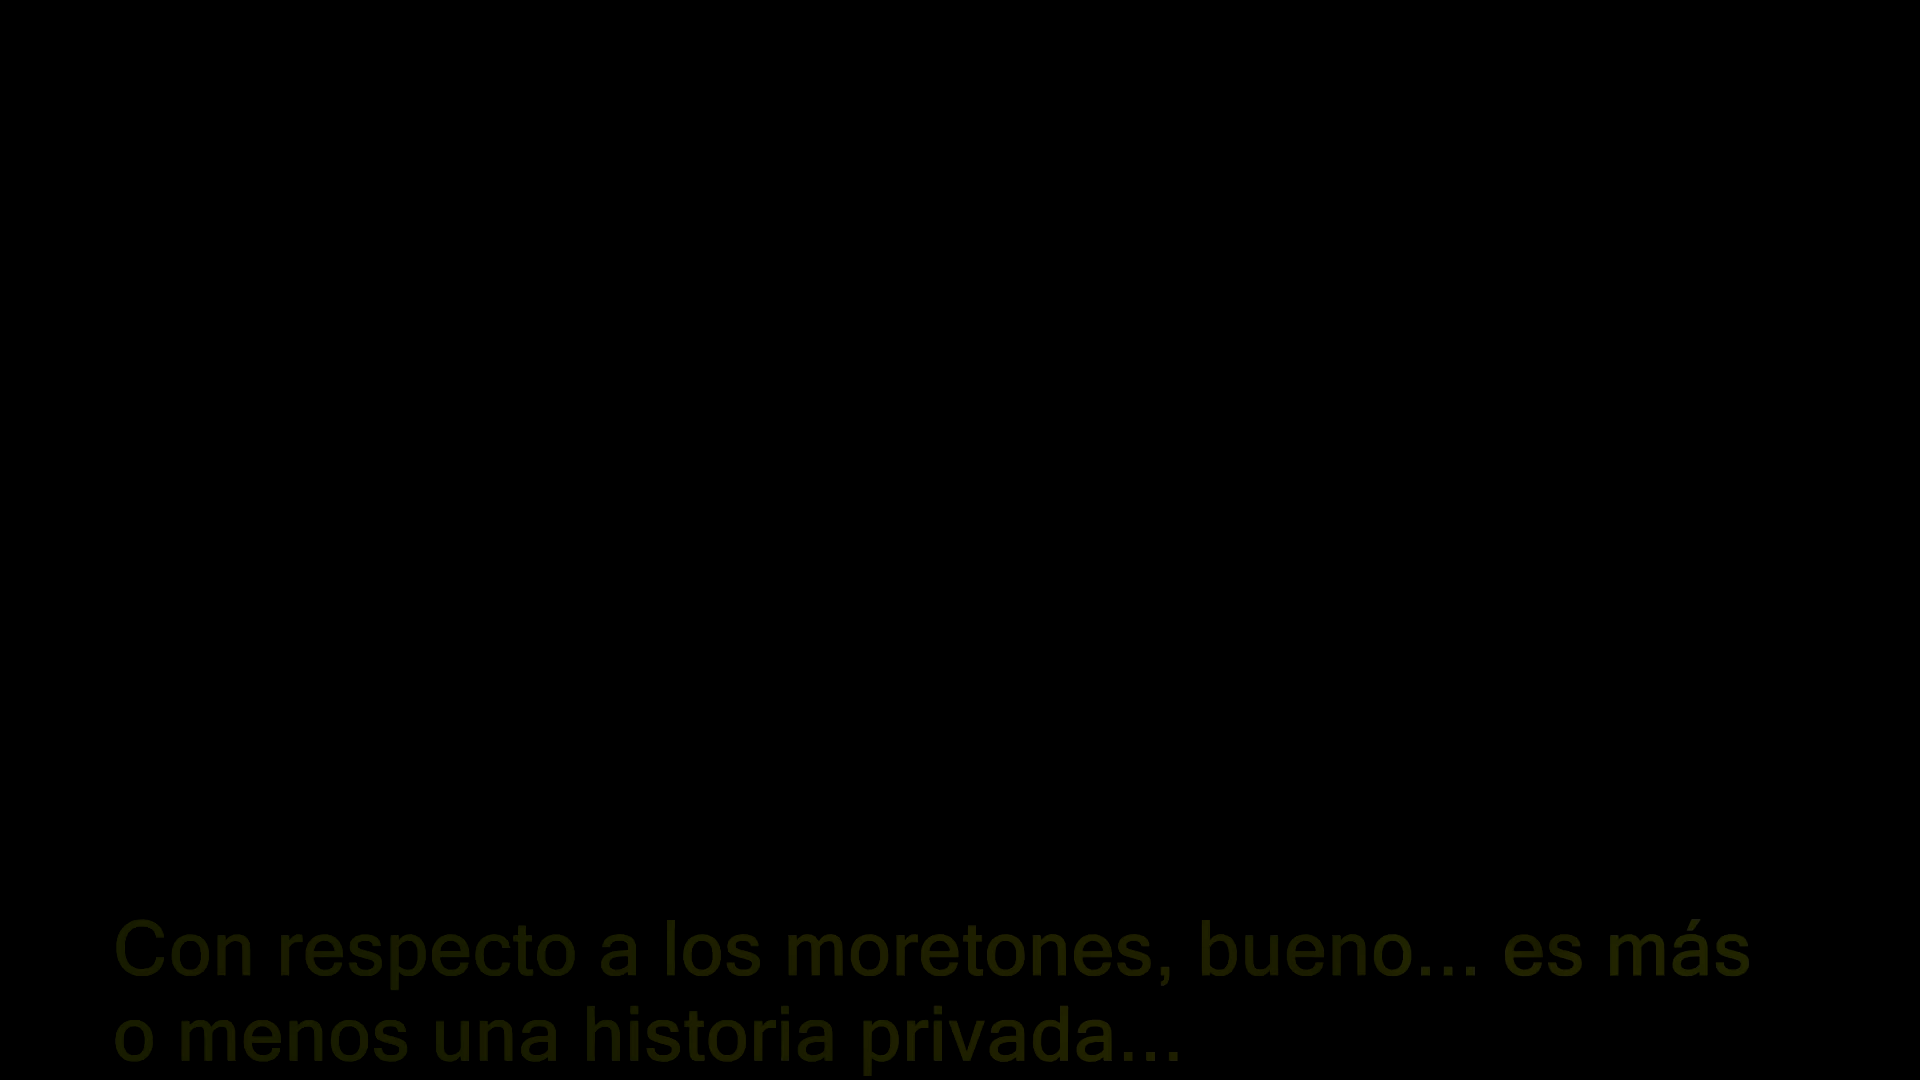 Con respecto a los moretones, bueno... es más
o menos una historia privada...